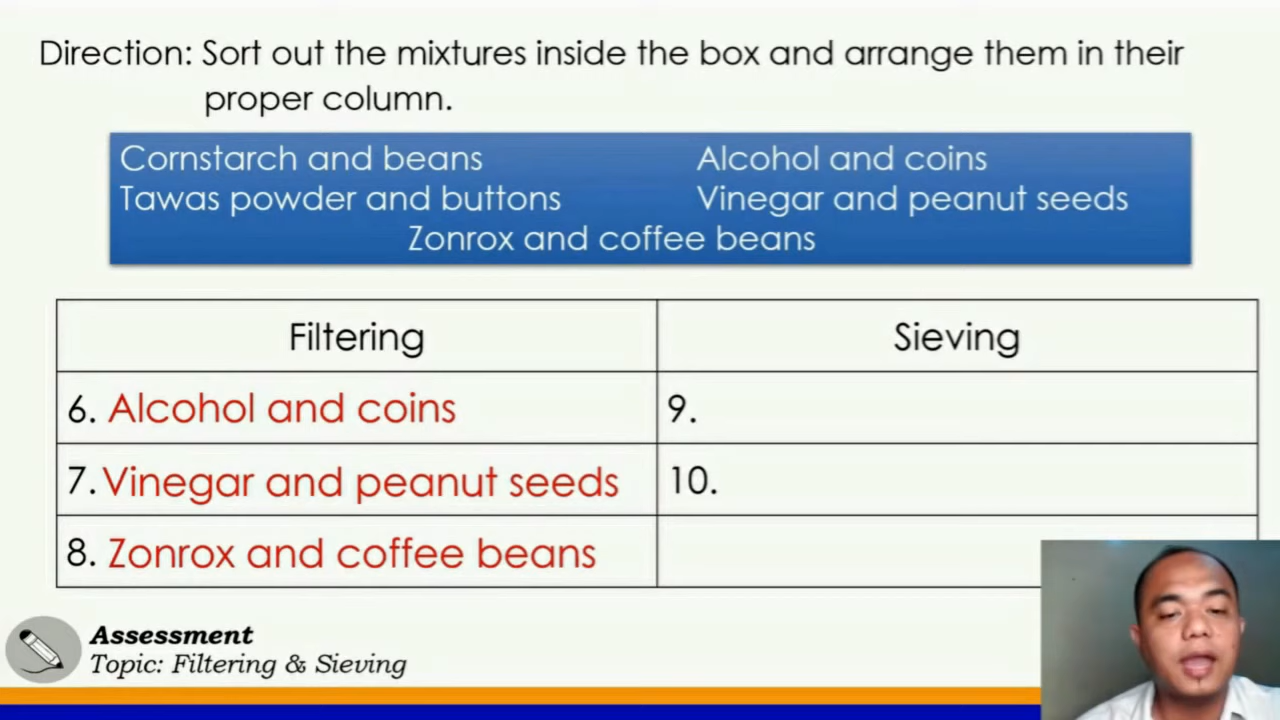 Direction: Sort out the mixtures inside the box and arrange them in their
proper column.
Cornstarch and beans Alcohol and coins
Tawas powder and buttons Vinegar and peanut seeds
Zonrox and coffee beans
Filtering Sieving
6. Alcohol and coins 9.
7. Vinegar and peanut seeds 10.
8. Zonrox and coffee beans
Assessment
Topic: Filtering & Sieving